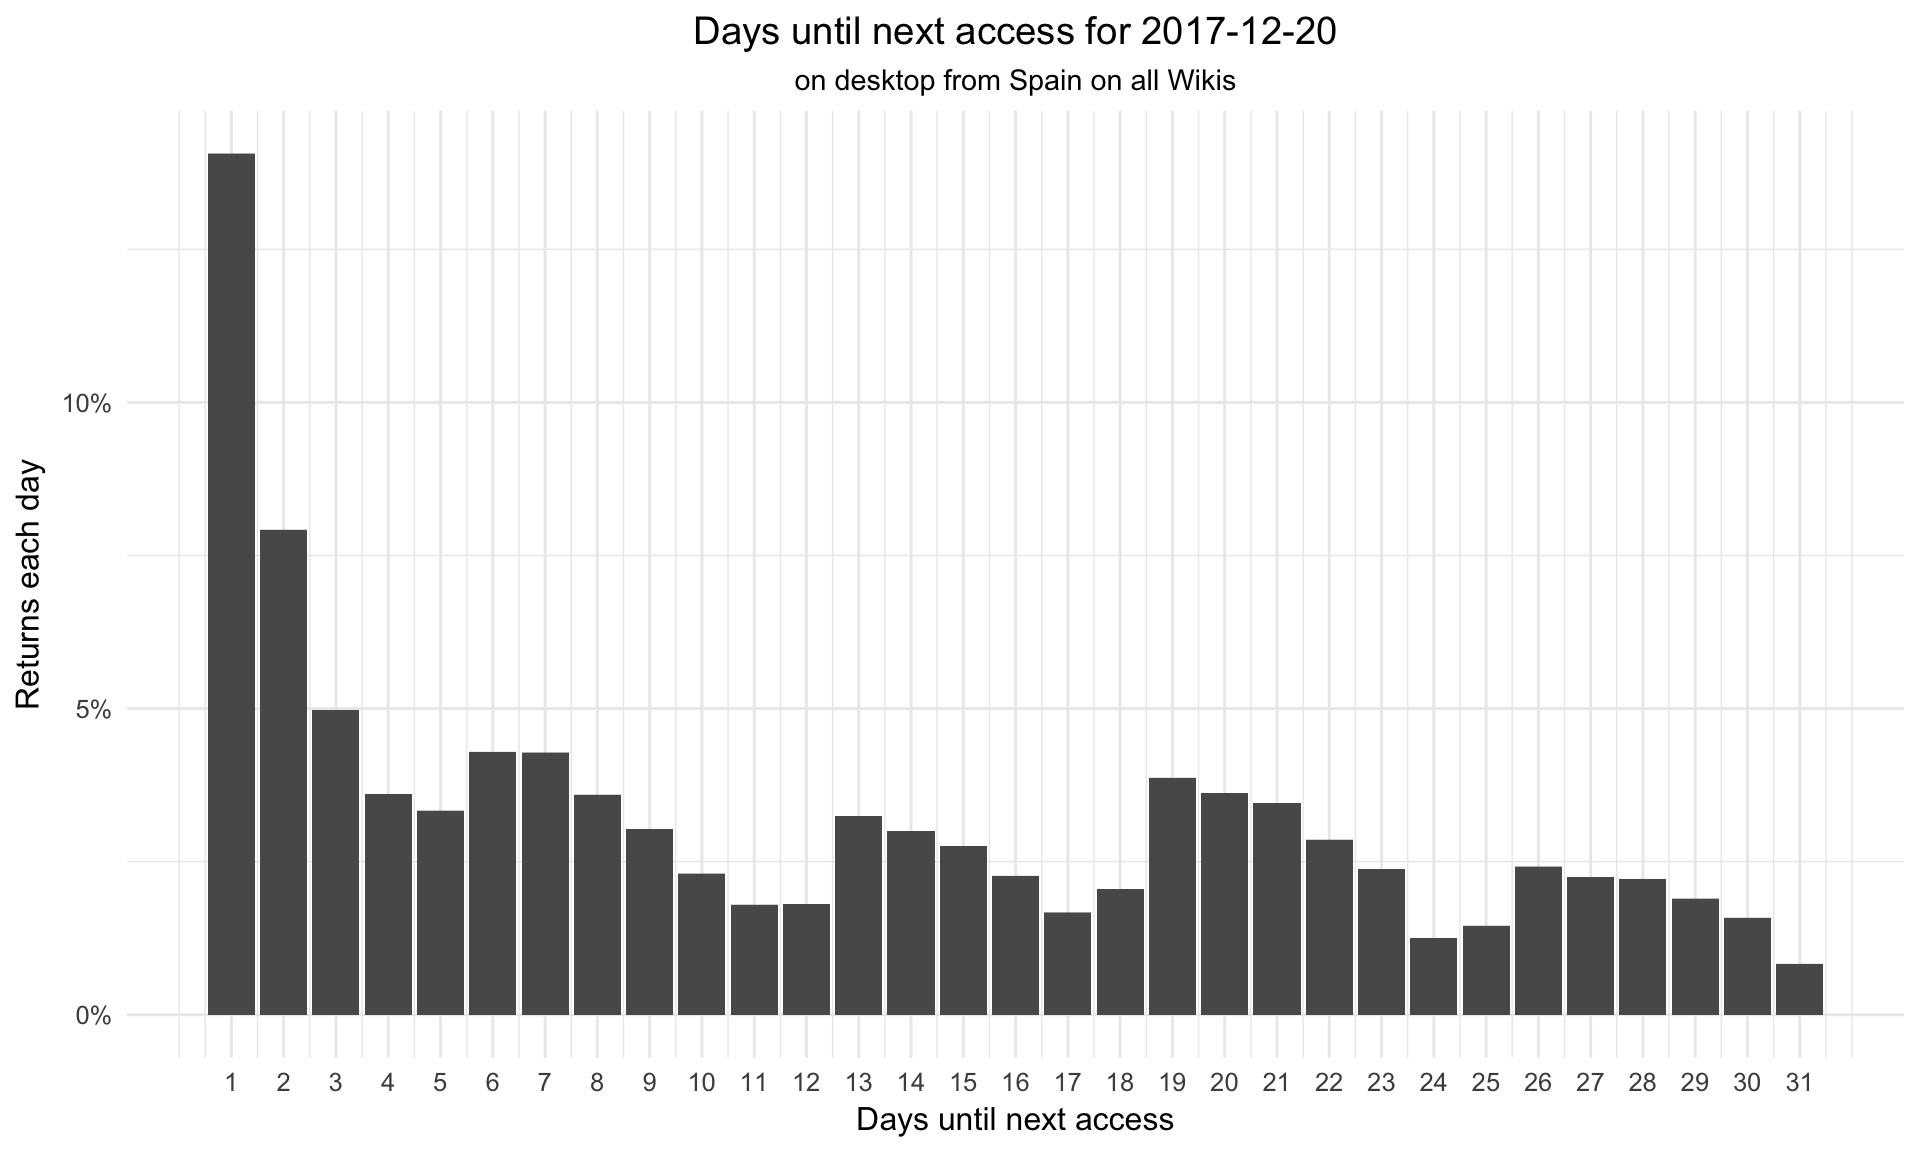 Days until next access for 2017-12-20
on desktop from Spain on all Wikis
Returns each day
10%
5%
0%
1 2 3 4 5 6 7 8 9 10 11 12 13 14 15 16 17 18 19 20 21 22 23 24 25 26 27 28 29 30 31
Days until next access